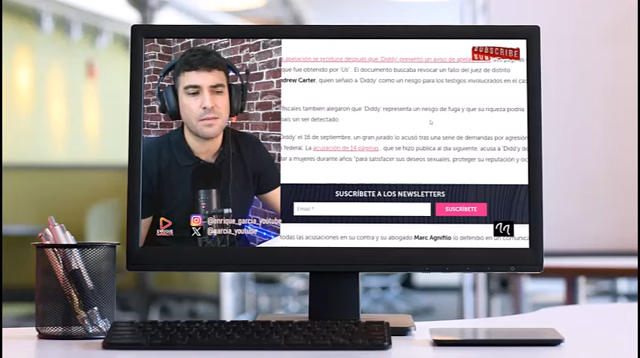 SUBSCRIBE
apelación se produce después que 'Diddy' presentó un aviso de
que fue obtenido por 'Us'. El documento buscaba revocar un fallo del juez de distrito
ndrew Carter, quien señaló a 'Diddy' como un riesgo para los testigos involucrados en el cas
fiscales también alegaron que 'Diddy' representa un riesgo de fuga y que su riqueza podría
país sin ser detectado.
Diddy' el 16 de septiembre, un gran jurado lo acusó tras una serie de demandas por agresión
federal. La acusación de 14 páginas , que se hizo pública al día siguiente, acusa a 'Diddy' d
dar a mujeres durante años "para satisfacer sus deseos sexuales, proteger su reputación y oc
SUSCRÍBETE A LOS NEWSLETTERS
Email *
SUSCRÍBETE
@enrique_garcia_youtube
@garcia_youtube
todas las acusaciones en su contra y su abogado Marc Agnifilo lo defendió en un comunica